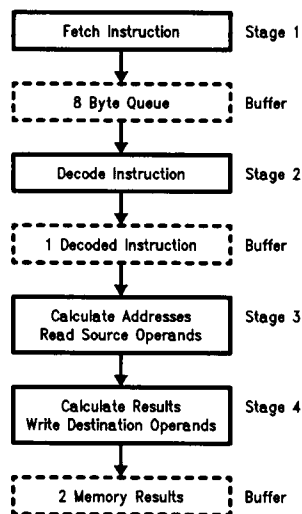 Fetch Instruction Stage 1
8 Byte Queue Buffer
Decode Instruction Stage 2
1 Decoded Instruction Buffer
Calculate Addresses
Read Source Operands Stage 3
Calculate Results
Write Destination Operands Stage 4
2 Memory Results Buffer